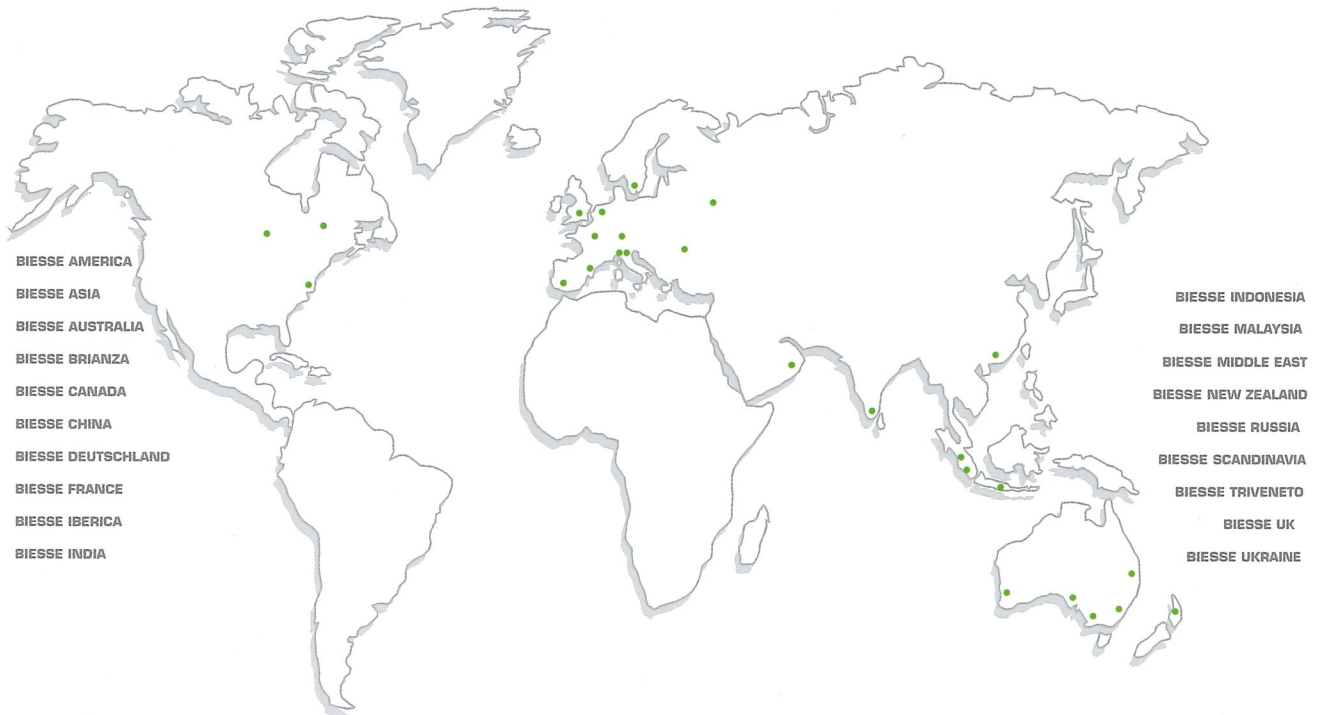 BIESSE AMERICA
BIESSE ASIA
BIESSE AUSTRALIA
BIESSE BRIANZA
BIESSE CANADA
BIESSE CHINA
BIESSE DEUTSCHLAND
BIESSE FRANCE
BIESSE IBERICA
BIESSE INDIA
BIESSE INDONESIA
BIESSE MALAYSIA
BIESSE MIDDLE EAST
BIESSE NEW ZEALAND
BIESSE RUSSIA
BIESSE SCANDINAVIA
BIESSE TRIVENETO
BIESSE UK
BIESSE UKRAINE